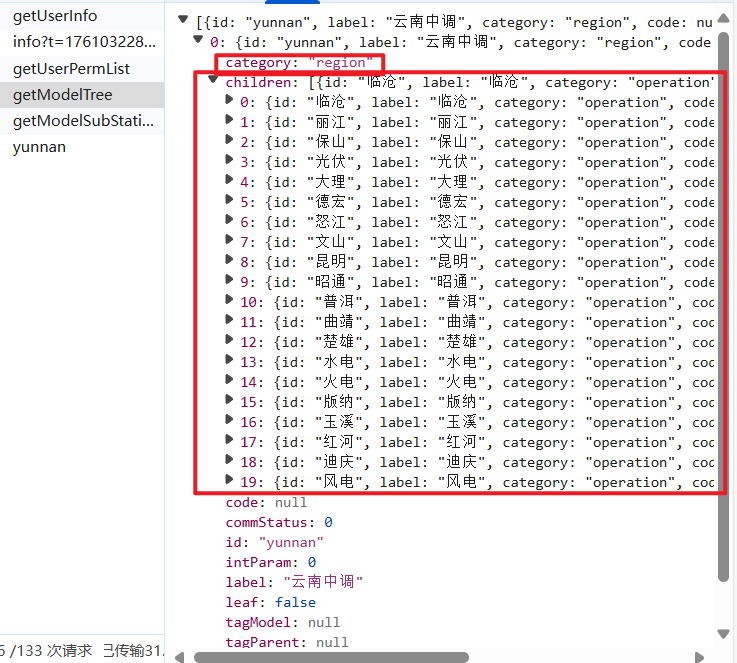 getUserInfo
info?t=176103228...
getUserPermList
getModelTree
getModelSubStati...
yunnan
[{id: "yunnan", label: "云南中调", category: "region", code: nu
0: {id: "yunnan", label: "云南中调", category: "region", code
category: "region"
children: [{id: "临沧", label: "临沧", category: "operation"
0: {id: "临沧", label: "临沧", category: "operation", code
1: {id: "丽江", label: "丽江", category: "operation", code
2: {id: "保山", label: "保山", category: "operation", code
3: {id: "光伏", label: "光伏", category: "operation", code
4: {id: "大理", label: "大理", category: "operation", code
5: {id: "德宏", label: "德宏", category: "operation", code
6: {id: "怒江", label: "怒江", category: "operation", code
7: {id: "文山", label: "文山", category: "operation", code
8: {id: "昆明", label: "昆明", category: "operation", code
9: {id: "昭通", label: "昭通", category: "operation", code
10: {id: "普洱", label: "普洱", category: "operation", cod
11: {id: "曲靖", label: "曲靖", category: "operation", cod
12: {id: "楚雄", label: "楚雄", category: "operation", cod
13: {id: "水电", label: "水电", category: "operation", cod
14: {id: "火电", label: "火电", category: "operation", cod
15: {id: "版纳", label: "版纳", category: "operation", cod
16: {id: "玉溪", label: "玉溪", category: "operation", cod
17: {id: "红河", label: "红河", category: "operation", cod
18: {id: "迪庆", label: "迪庆", category: "operation", cod
19: {id: "风电", label: "风电", category: "operation", cod
code: null
commStatus: 0
id: "yunnan"
intParam: 0
label: "云南中调"
leaf: false
tagModel: null
tagParent: null
/133 次请求 已传输31.